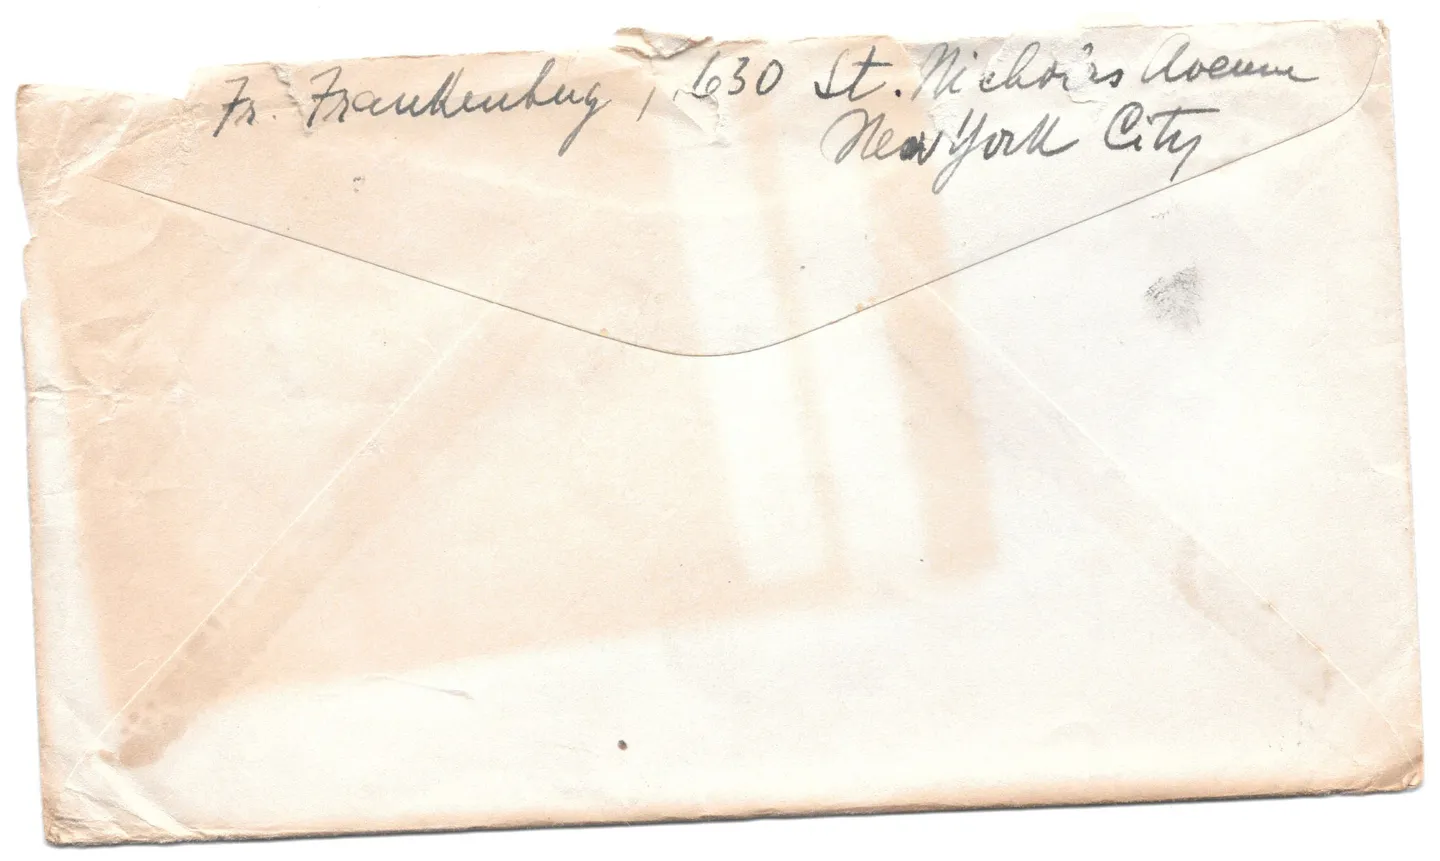 Fr. Frankenburg, 630 St. Nicholas Avenue
New York City